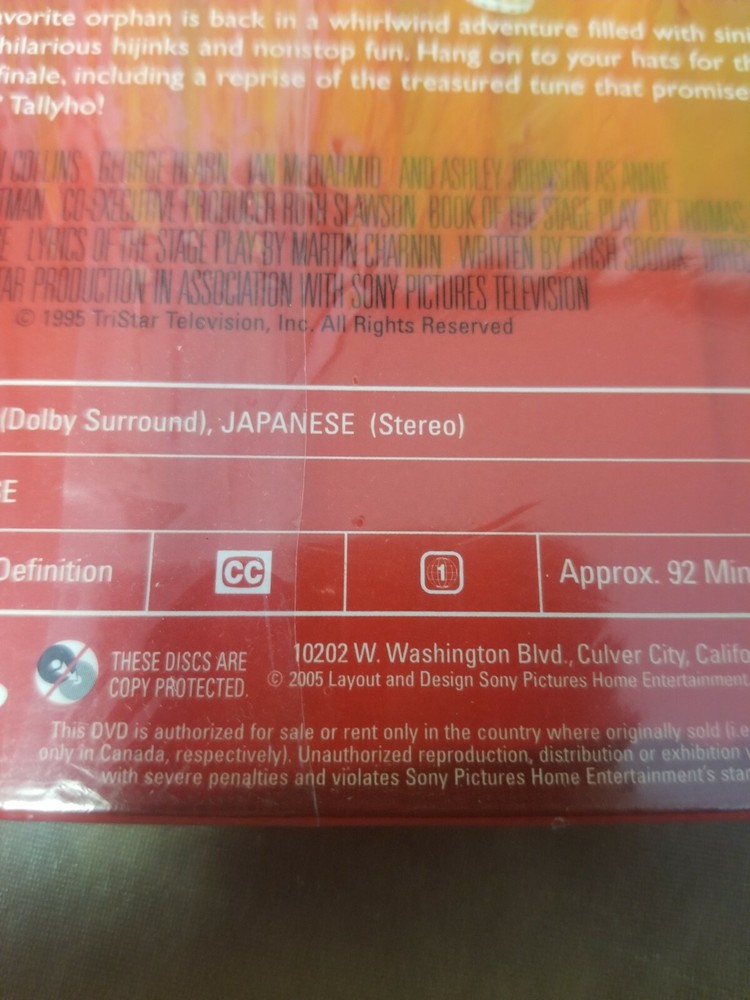 vorite orphan is back in a whirlwind adventure filled with sini
hilarious hijinks and nonstop fun. Hang on to your hats for th
finale, including a reprise of the treasured tune that promise
Tallyho!
COLLINS GEORGE HEARN IAN McDIARMID AND ASHLEY JOHNSON AS ANNIE
TMAN CO-EXECUTIVE PRODUCER RUTH SLAWSON BOOK OF THE STAGE PLAY BY THOMAS
E LYRICS OF THE STAGE PLAY BY MARTIN CHARNIN WRITTEN BY TRISH
TAR PRODUCTION IN ASSOCIATION WITH SONY PICTURES TELEVISION
© 1995 TriStar Television, Inc. All Rights Reserved
(Dolby Surround), JAPANESE (Stereo)
SE
Definition CC 1 Approx. 92 Min
THESE DISCS ARE
COPY PROTECTED.
10202 W. Washington Blvd., Culver City, Califo
© 2005 Layout and Design Sony Pictures Home Entertainment
This DVD is authorized for sale or rent only in the country where originally sold (i.e
only in Canada, respectively). Unauthorized reproduction, distribution or exhibition
with severe penalties and violates Sony Pictures Home Entertainment's